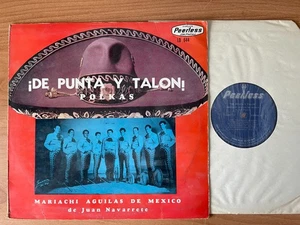 Peerless
¡DE PUNTA Y TALON!
POLKAS
MARIACHI AGUILAS DE MEXICO
de Juan Navarrete
Peerless